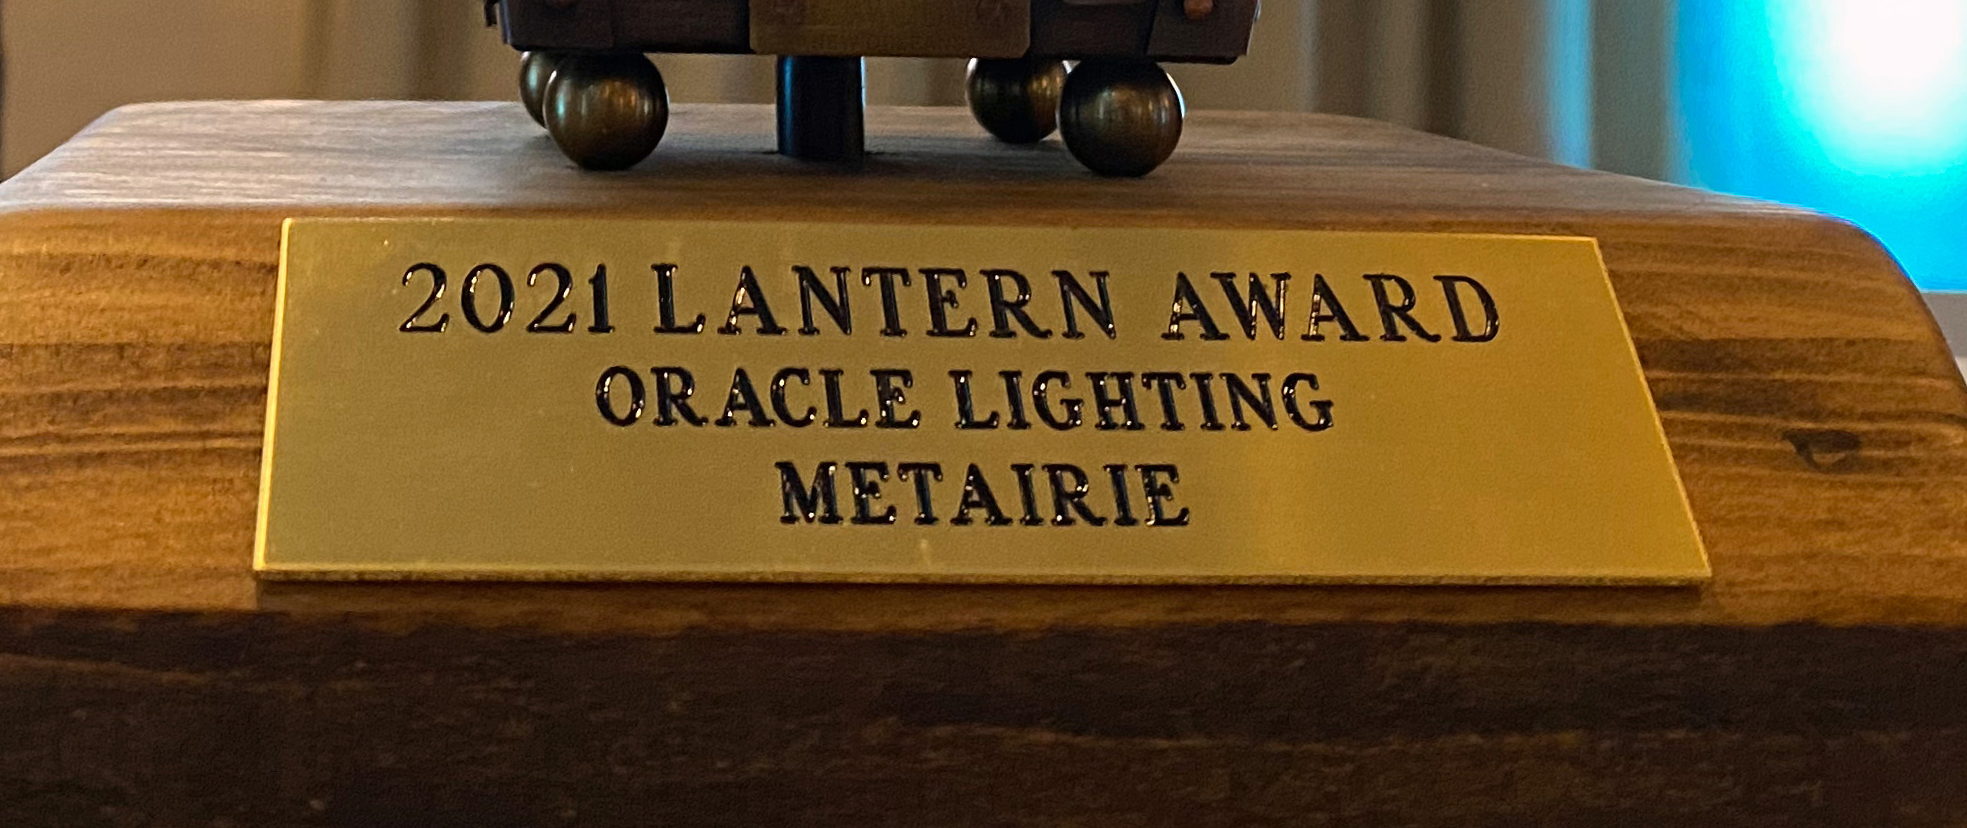 2021 LANTERN AWARD
ORACLE LIGHTING
METAIRIE